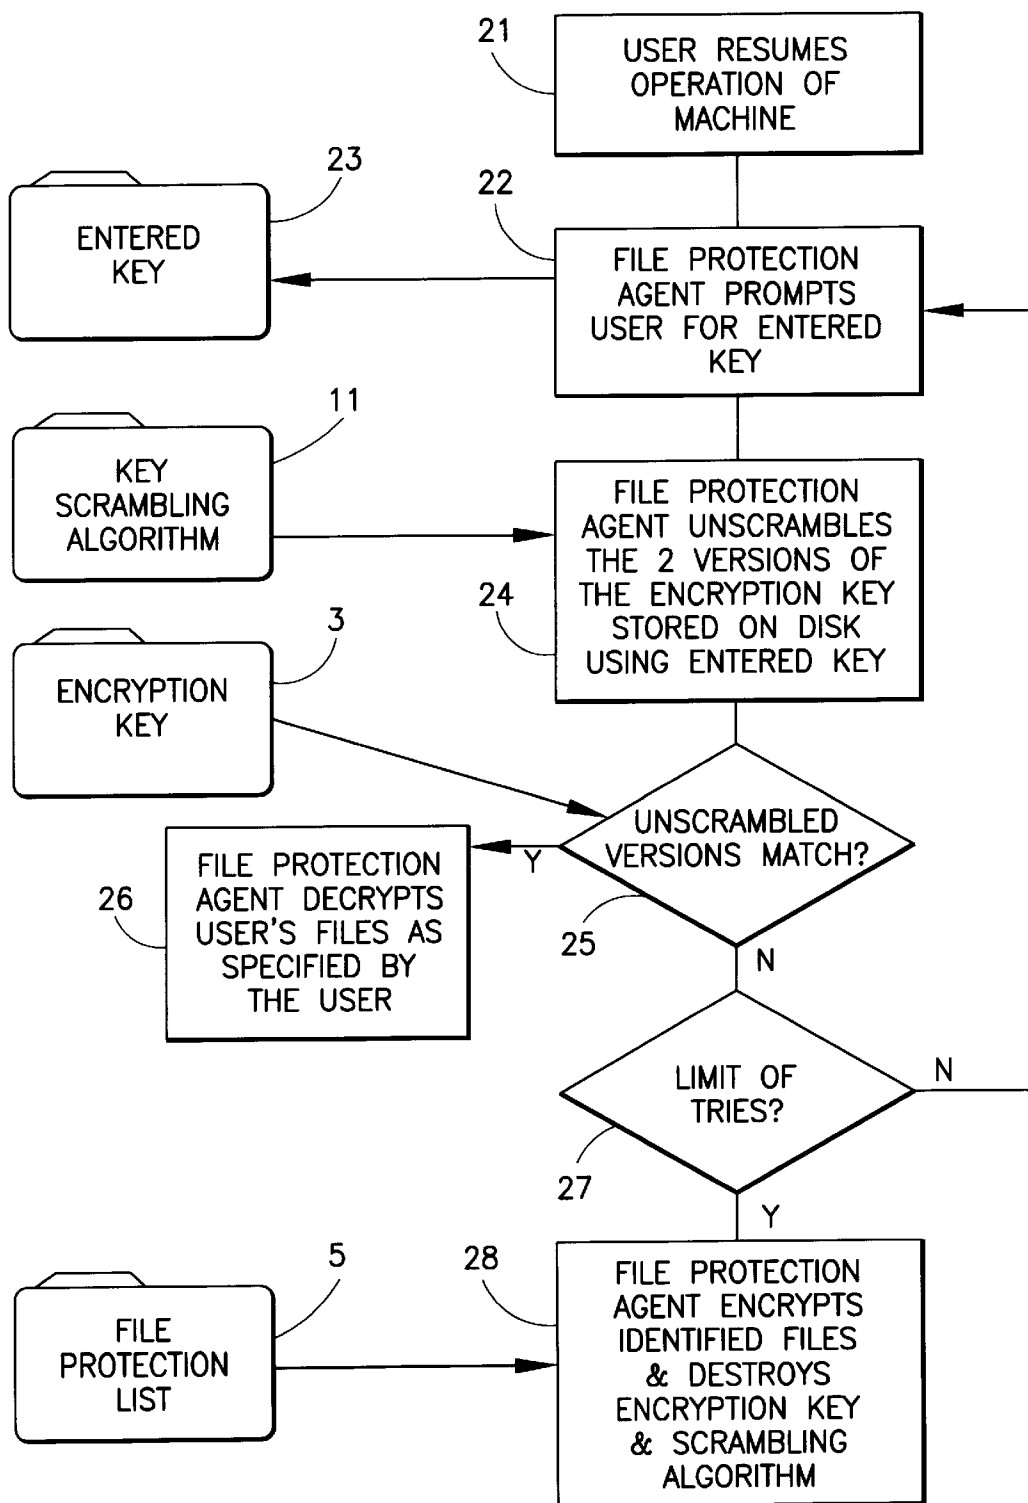 21
USER RESUMES
OPERATION OF
MACHINE
23
22
ENTERED
KEY
FILE PROTECTION
AGENT PROMPTS
USER FOR ENTERED
KEY
11
KEY
SCRAMBLING
ALGORITHM
FILE PROTECTION
AGENT UNSCRAMBLES
THE 2 VERSIONS OF
THE ENCRYPTION KEY
STORED ON DISK
USING ENTERED KEY
24
3
ENCRYPTION
KEY
UNSCRAMBLED
VERSIONS MATCH?
Y
25
N
FILE PROTECTION
AGENT DECRYPTS
USER'S FILES AS
SPECIFIED BY
THE USER
26
LIMIT OF
TRIES?
N
27
Y
5
28
FILE
PROTECTION
LIST
FILE PROTECTION
AGENT ENCRYPTS
IDENTIFIED FILES
& DESTROYS
ENCRYPTION KEY
& SCRAMBLING
ALGORITHM